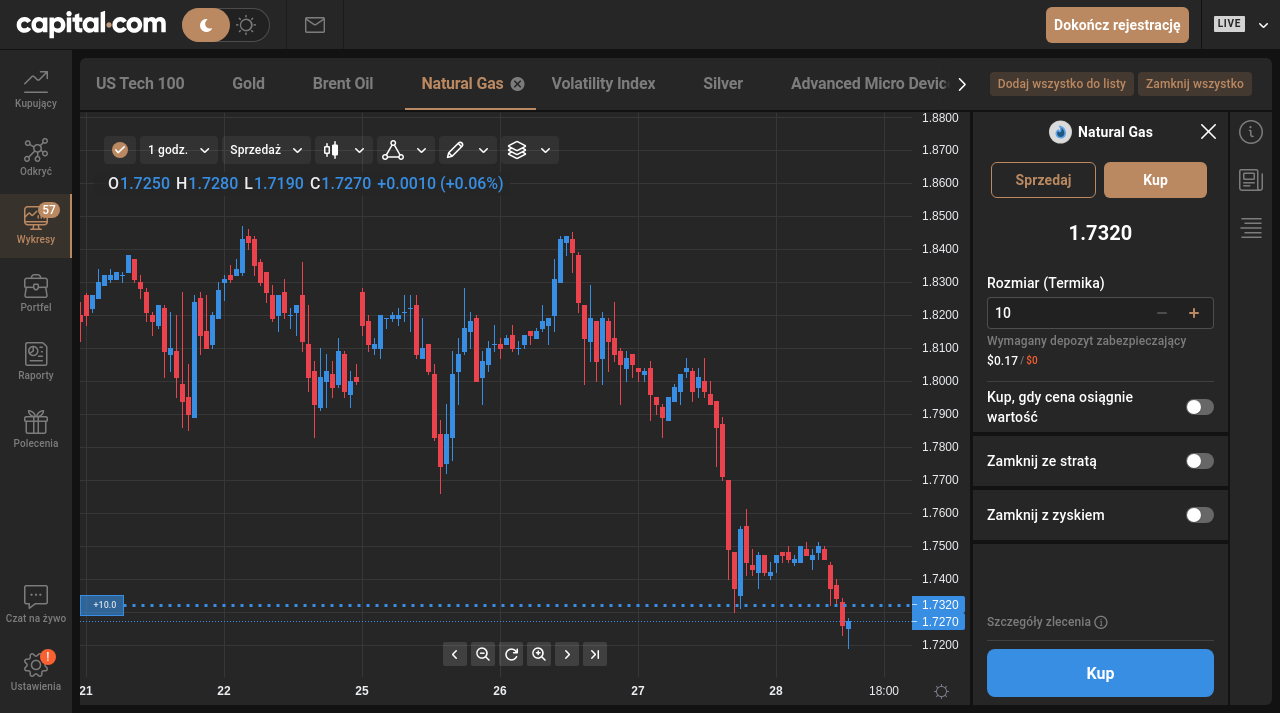 capital.com
Dokończ rejestrację
LIVE
Kupujący
Odkryć
57
Wykresy
Portfel
Raporty
Polecenia
Czat na żywo
!
Ustawienia
US Tech 100
Gold
Brent Oil
Natural Gas
Volatility Index
Silver
Advanced Micro Devic
Dodaj wszystko do listy
Zamknij wszystko
1 godz.
Sprzedaż
O1.7250 H1.7280 L1.7190 C1.7270 +0.0010 (+0.06%)
1.8800
1.8700
1.8600
1.8500
1.8400
1.8300
1.8200
1.8100
1.8000
1.7900
1.7800
1.7700
1.7600
1.7500
1.7400
+10.0
1.7320
1.7270
1.7200
21
22
25
26
27
28
18:00
Natural Gas
Sprzedaj
Kup
1.7320
Rozmiar (Termika)
10
Wymagany depozyt zabezpieczający
$0.17 / $0
Kup, gdy cena osiągnie
wartość
Zamknij ze stratą
Zamknij z zyskiem
Szczegóły zlecenia
Kup